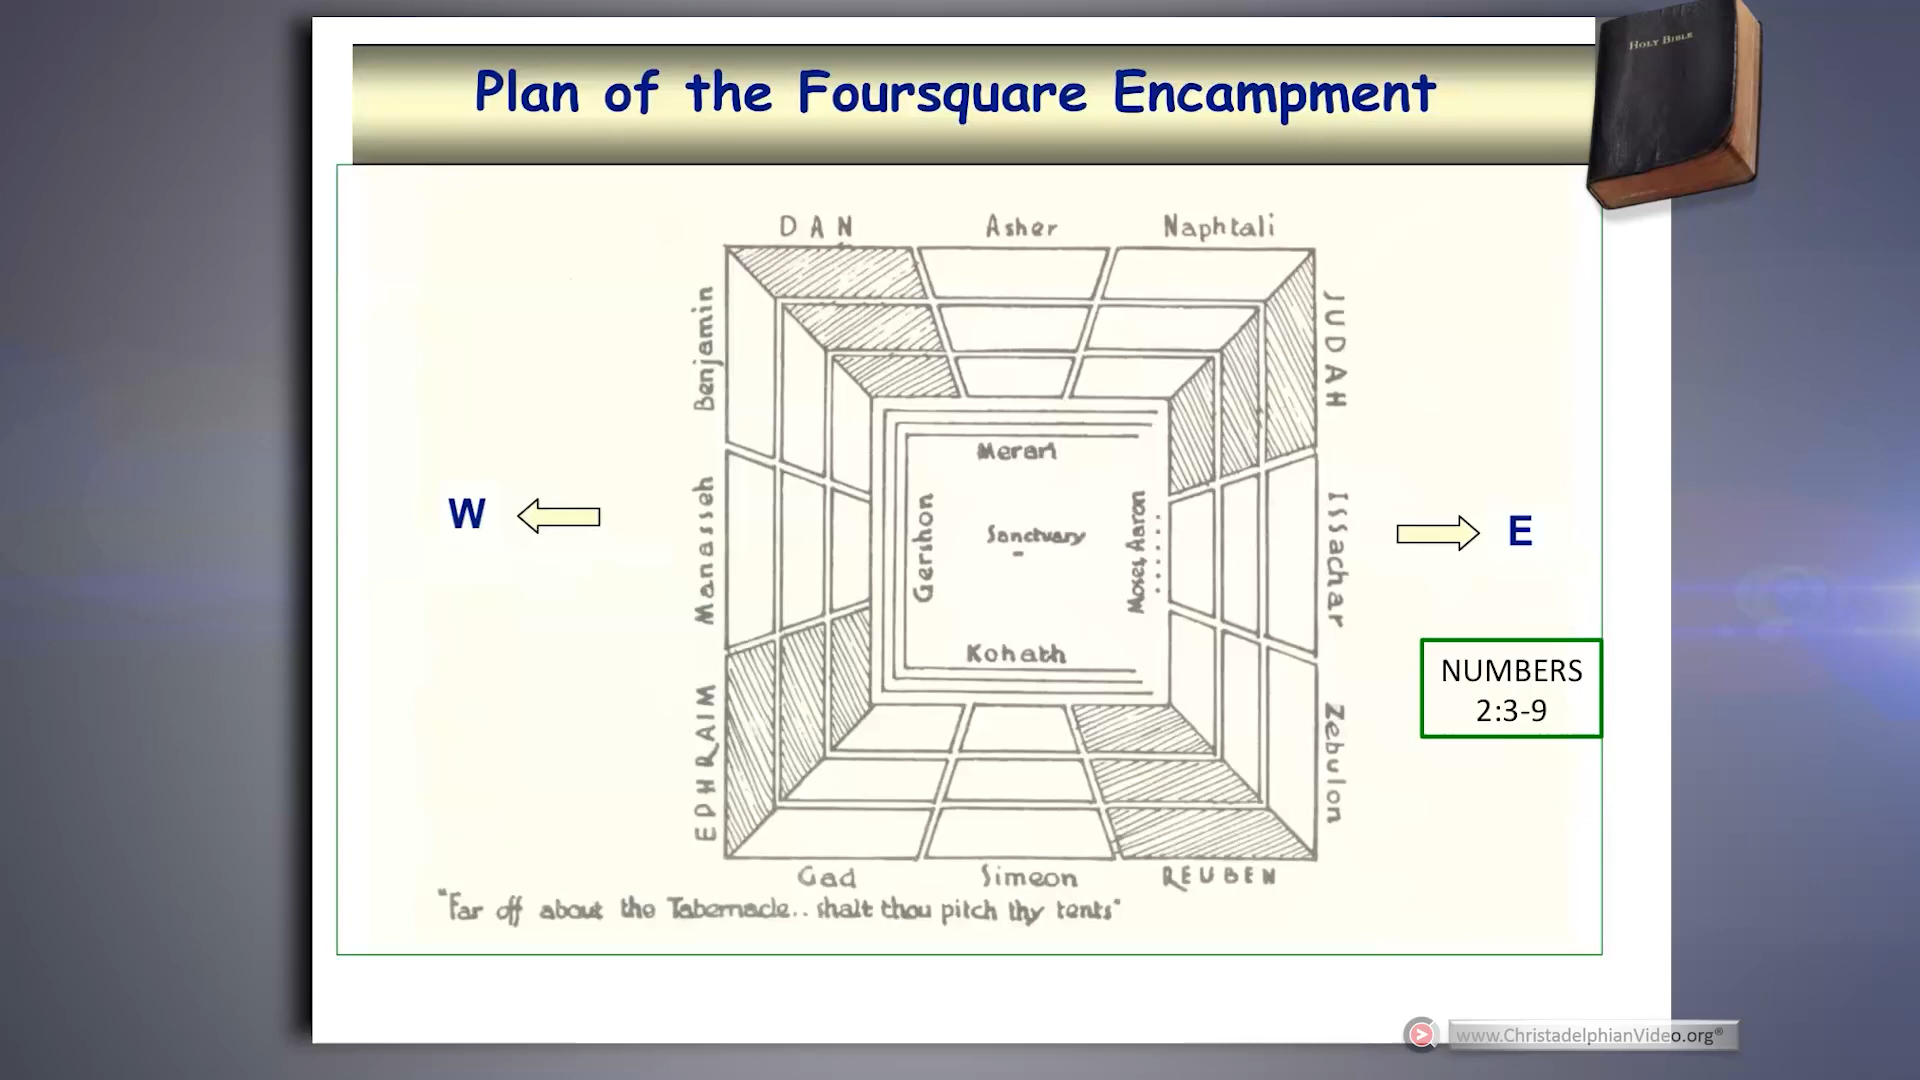 HOLY BIBLE
Plan of the Foursquare Encampment
DAN Asher Naphtali
Benjamin
Manasseh
EPHRAIM
JUDAH
Issachar
Zebulon
Merari
Gershon
Sanctuary
Moses, Aaron
Kohath
W
E
NUMBERS
2:3-9
Gad Simeon REUBEN
"Far off about the Tabernacle.. shalt thou pitch thy tents"
www.ChristadelphianVideo.org®